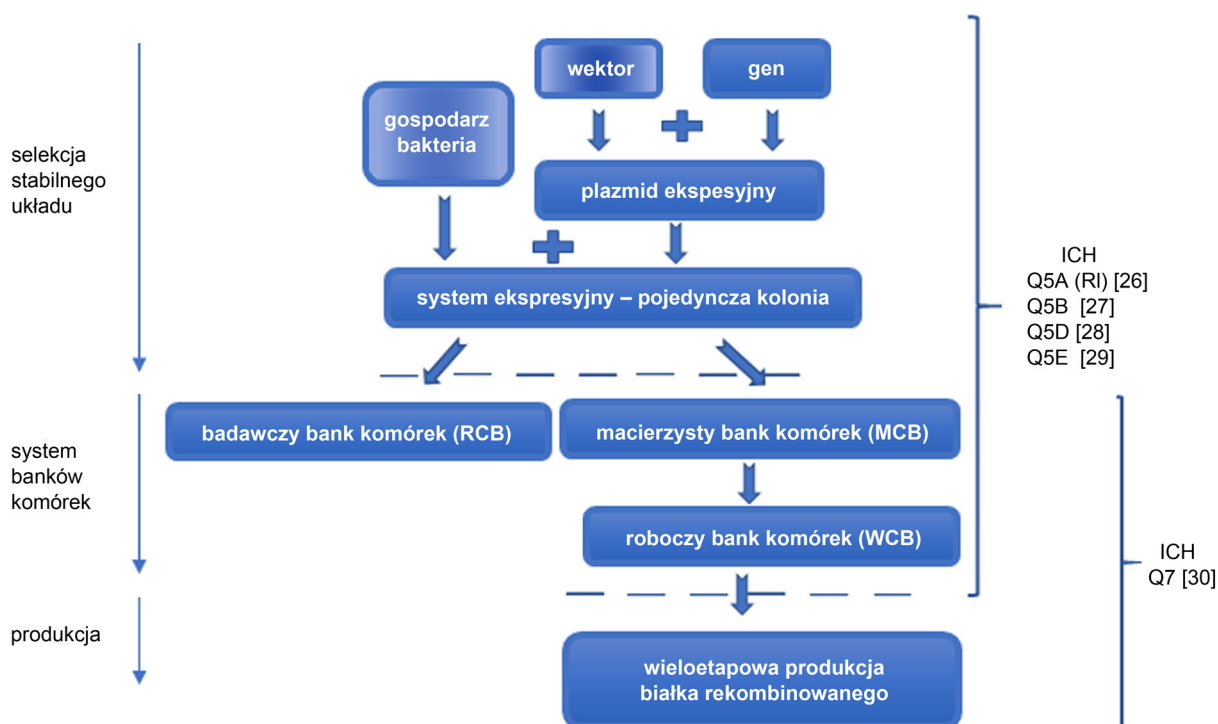 wektor
gen
gospodarz
bakteria
selekcja
stabilnego
układu
plazmid ekspesyjny
system ekspresyjny – pojedyncza kolonia
ICH
Q5A (RI) [26]
Q5B [27]
Q5D [28]
Q5E [29]
badawczy bank komórek (RCB)
macierzysty bank komórek (MCB)
system
banków
komórek
roboczy bank komórek (WCB)
ICH
Q7 [30]
produkcja
wieloetapowa produkcja
białka rekombinowanego